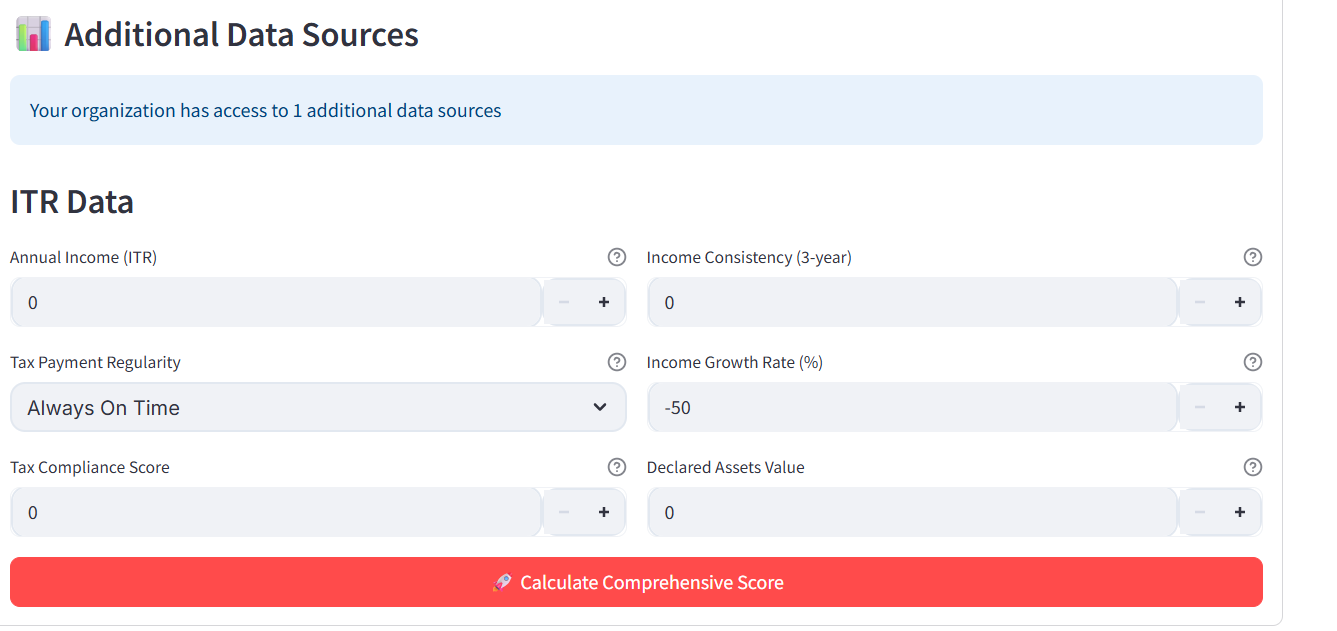 Additional Data Sources
Your organization has access to 1 additional data sources
ITR Data
Annual Income (ITR)
Income Consistency (3-year)
0
0
Tax Payment Regularity
Income Growth Rate (%)
Always On Time
-50
Tax Compliance Score
Declared Assets Value
0
0
Calculate Comprehensive Score